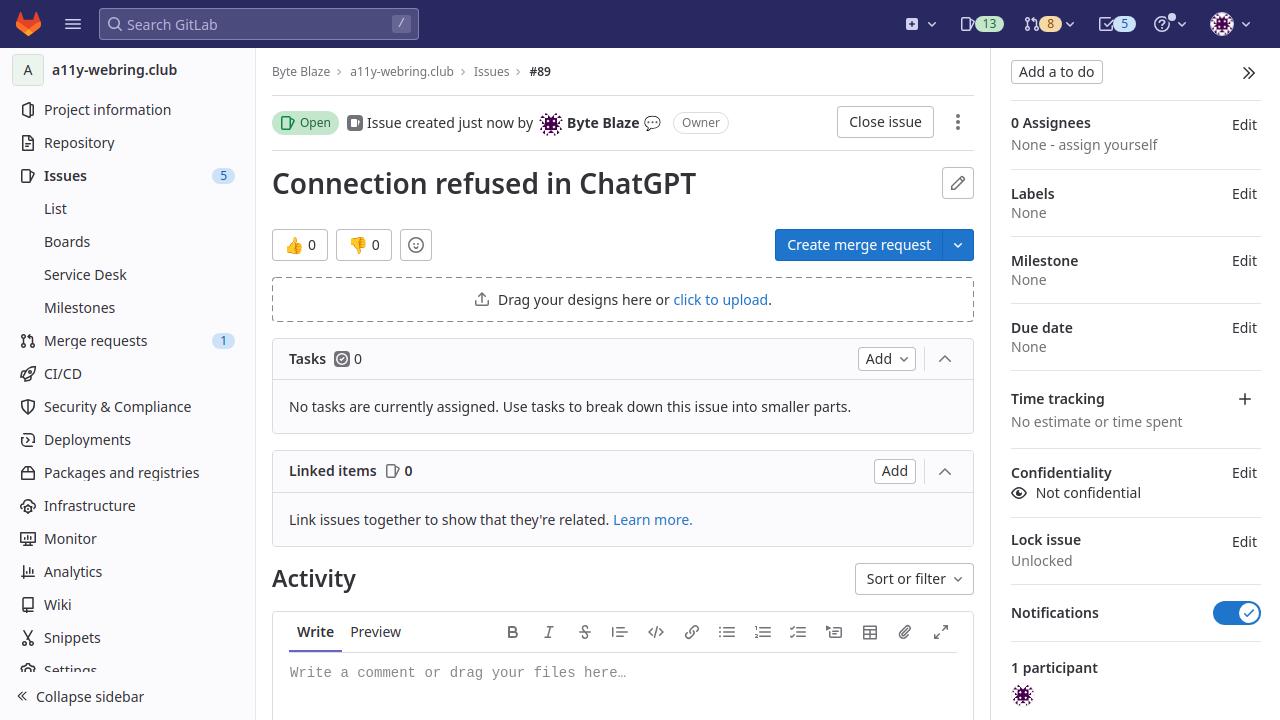 Search GitLab
/
13
8
5
A
a11y-webring.club
Project information
Repository
Issues
5
List
Boards
Service Desk
Milestones
Merge requests
1
CI/CD
Security & Compliance
Deployments
Packages and registries
Infrastructure
Monitor
Analytics
Wiki
Snippets
Settings
Collapse sidebar
Byte Blaze
a11y-webring.club
Issues
#89
Open
Issue created just now by
Byte Blaze
Owner
Close issue
Connection refused in ChatGPT
0
0
Create merge request
Drag your designs here or click to upload.
Tasks
0
Add
No tasks are currently assigned. Use tasks to break down this issue into smaller parts.
Linked items
0
Add
Link issues together to show that they're related. Learn more.
Activity
Sort or filter
Write
Preview
Write a comment or drag your files here…
Add a to do
0 Assignees
Edit
None - assign yourself
Labels
Edit
None
Milestone
Edit
None
Due date
Edit
None
Time tracking
No estimate or time spent
Confidentiality
Edit
Not confidential
Lock issue
Edit
Unlocked
Notifications
1 participant